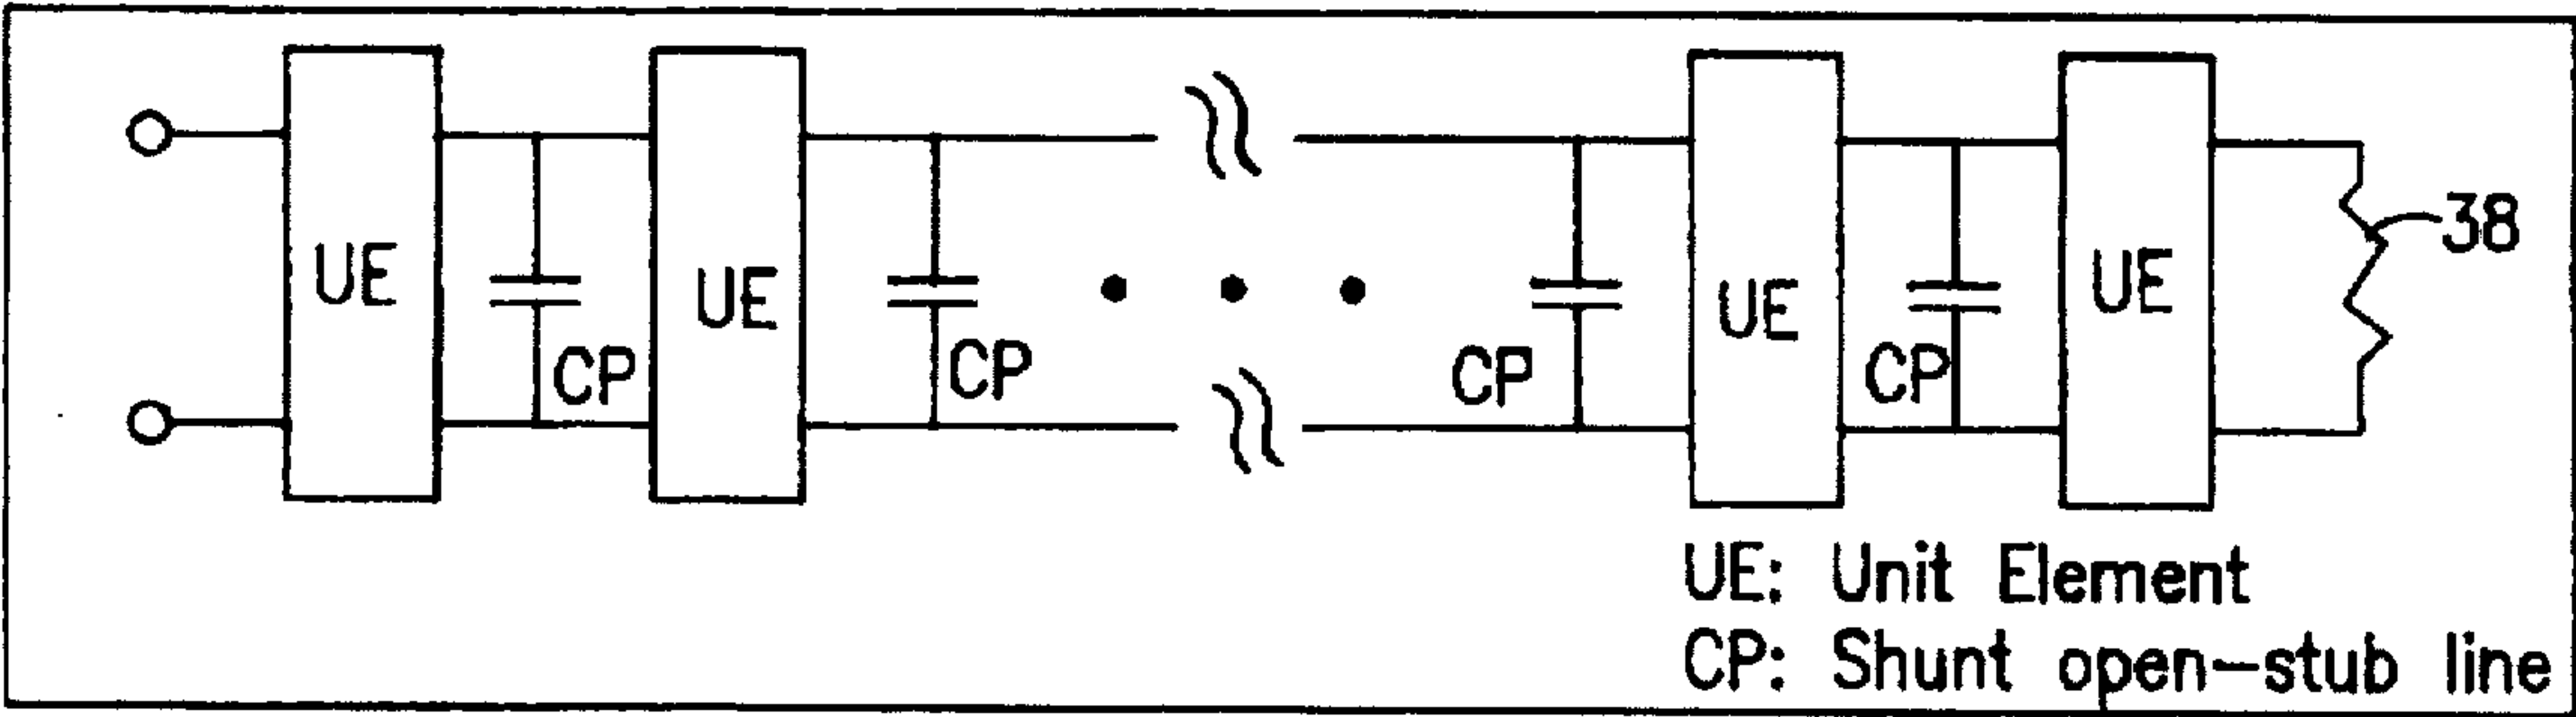 UE
CP
UE
CP
CP
UE
CP
UE
38
UE: Unit Element
CP: Shunt open-stub line